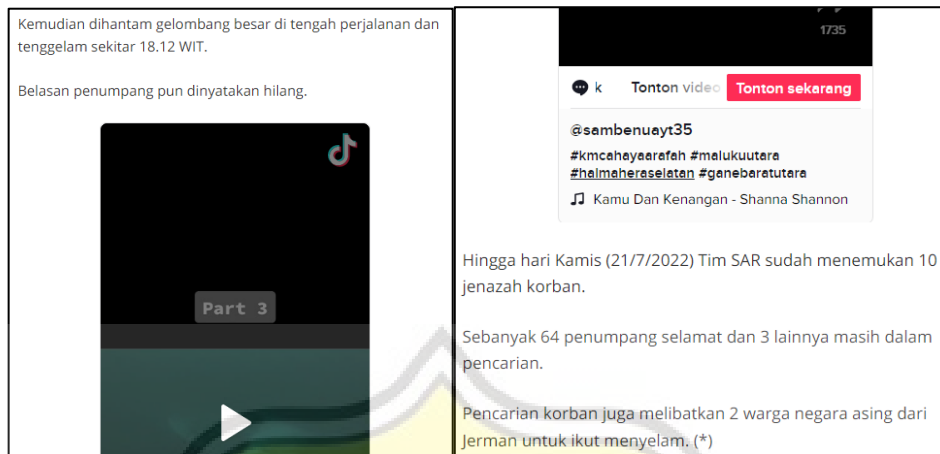 Kemudian dihantam gelombang besar di tengah perjalanan dan
tenggelam sekitar 18.12 WIT.
Belasan penumpang pun dinyatakan hilang.
Part 3
1735
k Tonton video Tonton sekarang
@sambenuayt35
#kmcahayaarafah #malukuutara
#halmaheraselatan #ganebaratutara
Kamu Dan Kenangan - Shanna Shannon
Hingga hari Kamis (21/7/2022) Tim SAR sudah menemukan 10
jenazah korban.
Sebanyak 64 penumpang selamat dan 3 lainnya masih dalam
pencarian.
Pencarian korban juga melibatkan 2 warga negara asing dari
Jerman untuk ikut menyelam. (*)